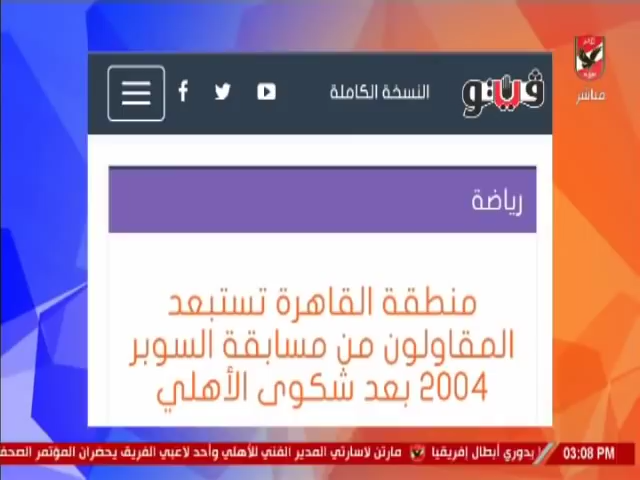 النسخة الكاملة
ڤيتو
مباشر
رياضة
منطقة القاهرة تستبعد
المقاولون من مسابقة السوبر
2004 بعد شكوى الأهلي
بدوري أبطال إفريقيا مارتن لاسارتي المدير الفني للأهلي وأحد لاعبي الفريق يحضران المؤتمر الصحف
03:08 PM